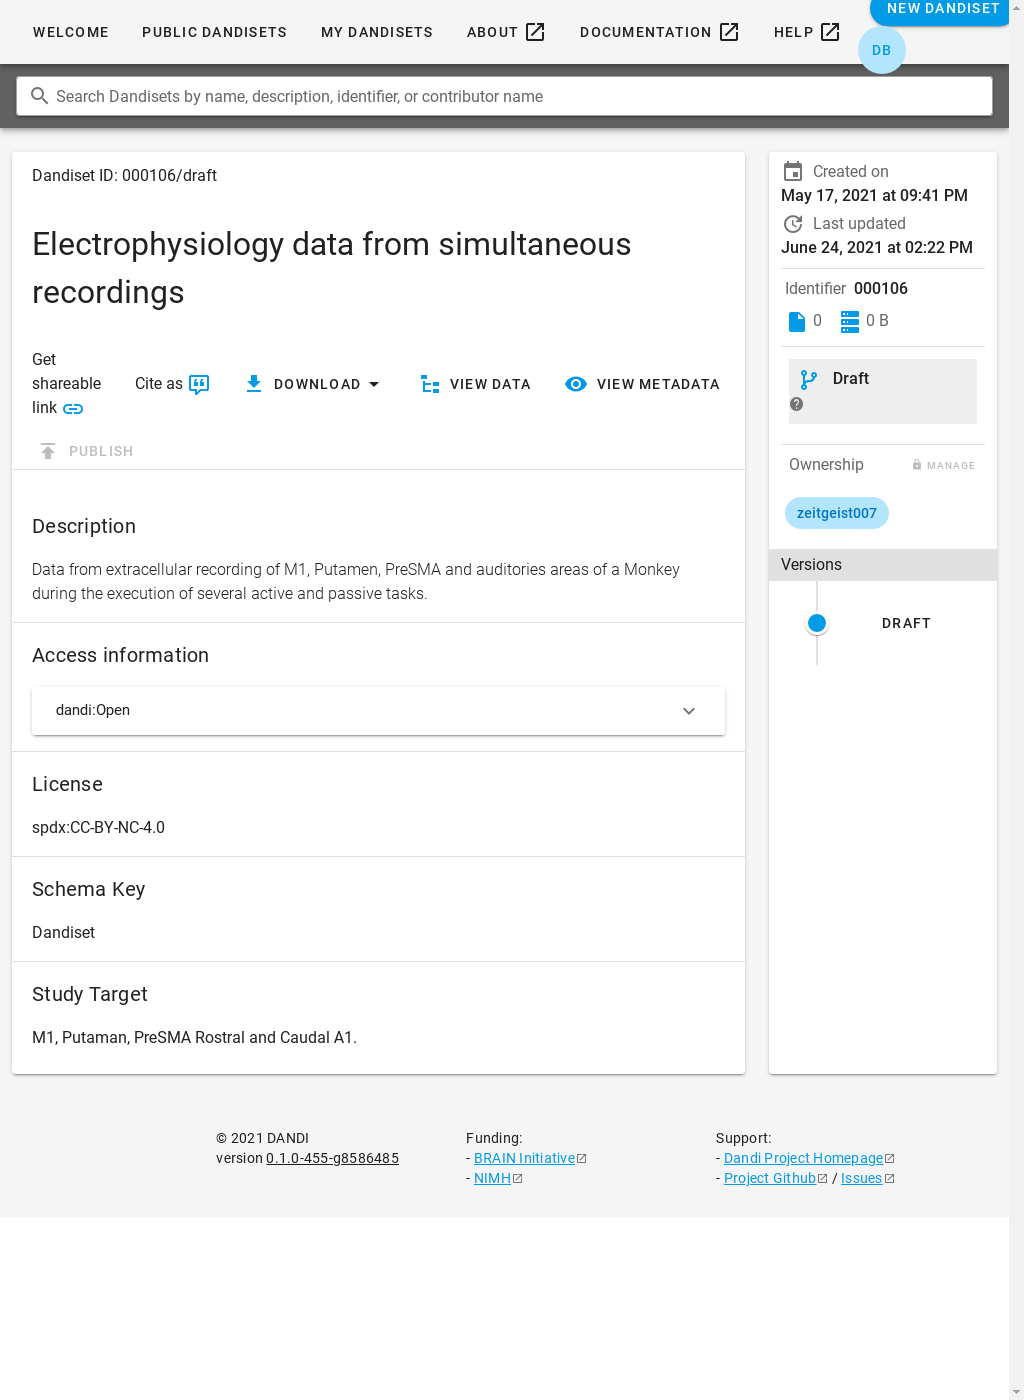 WELCOME PUBLIC DANDISETS MY DANDISETS ABOUT DOCUMENTATION HELP NEW DANDISET
DB
Search Dandisets by name, description, identifier, or contributor name
Dandiset ID: 000106/draft
Electrophysiology data from simultaneous
recordings
Get
shareable
link
Cite as
DOWNLOAD
VIEW DATA
VIEW METADATA
PUBLISH
Description
Data from extracellular recording of M1, Putamen, PreSMA and auditories areas of a Monkey
during the execution of several active and passive tasks.
Access information
dandi:Open
License
spdx:CC-BY-NC-4.0
Schema Key
Dandiset
Study Target
M1, Putaman, PreSMA Rostral and Caudal A1.
Created on
May 17, 2021 at 09:41 PM
Last updated
June 24, 2021 at 02:22 PM
Identifier 000106
0 0 B
Draft
Ownership MANAGE
zeitgeist007
Versions
DRAFT
© 2021 DANDI
version 0.1.0-455-g8586485
Funding:
- BRAIN Initiative
- NIMH
Support:
- Dandi Project Homepage
- Project Github / Issues